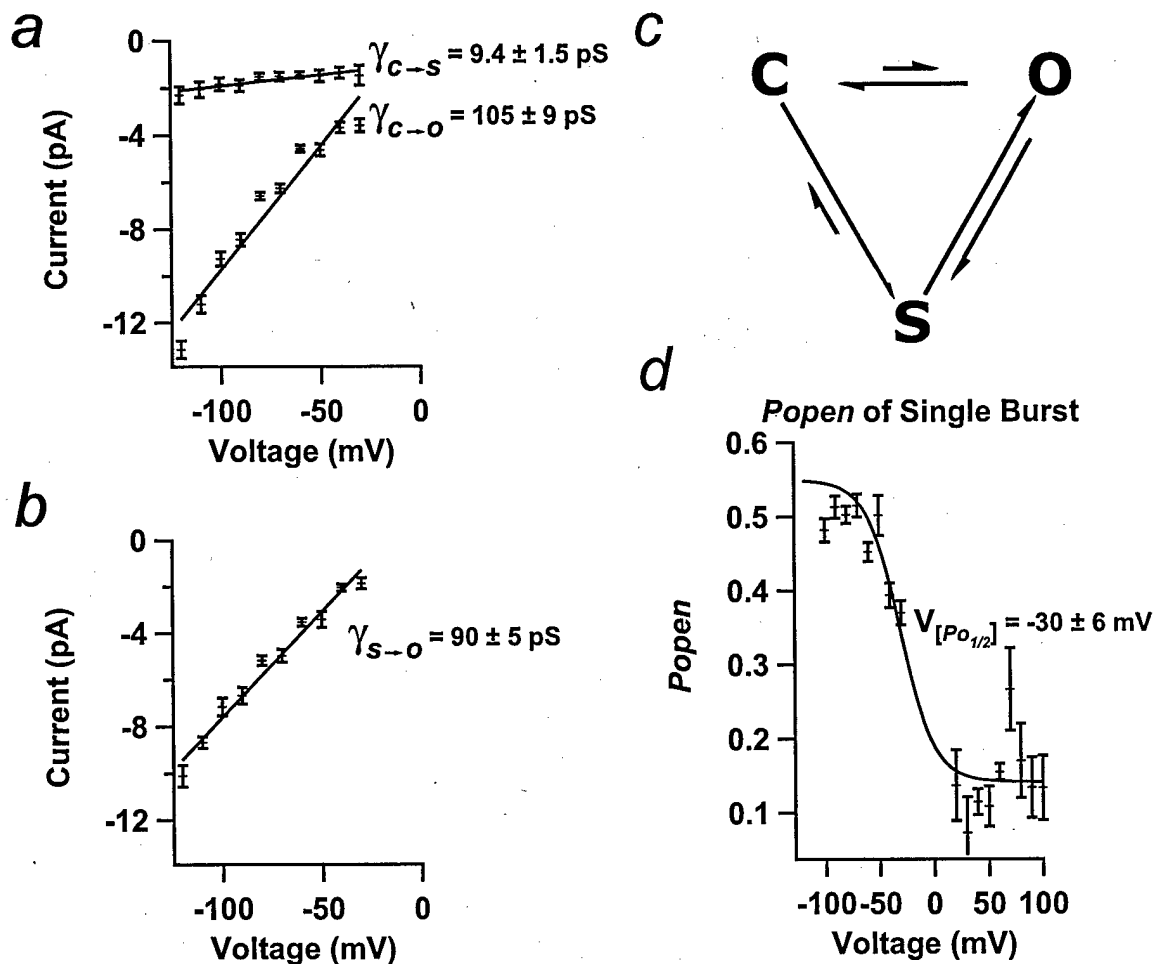 a
0
-4
-8
-12
Current (pA)
γC→S = 9.4 ± 1.5 pS
γC→O = 105 ± 9 pS
-100
-50
0
Voltage (mV)
b
0
-4
-8
-12
Current (pA)
γS→O = 90 ± 5 pS
-100
-50
0
Voltage (mV)
c
C
O
S
d
Popen of Single Burst
0.6
0.5
0.4
0.3
0.2
0.1
Popen
V[Po1/2] = -30 ± 6 mV
-100
-50
0
50
100
Voltage (mV)